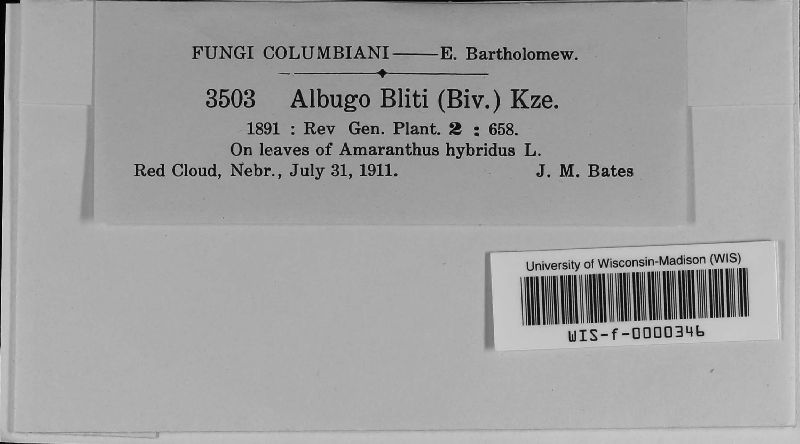 FUNGI COLUMBIANI——E. Bartholomew.
3503 Albugo Bliti (Biv.) Kze.
1891 : Rev Gen. Plant. 2 : 658.
On leaves of Amaranthus hybridus L.
Red Cloud, Nebr., July 31, 1911. J. M. Bates
University of Wisconsin-Madison (WIS)
WIS-f-0000346